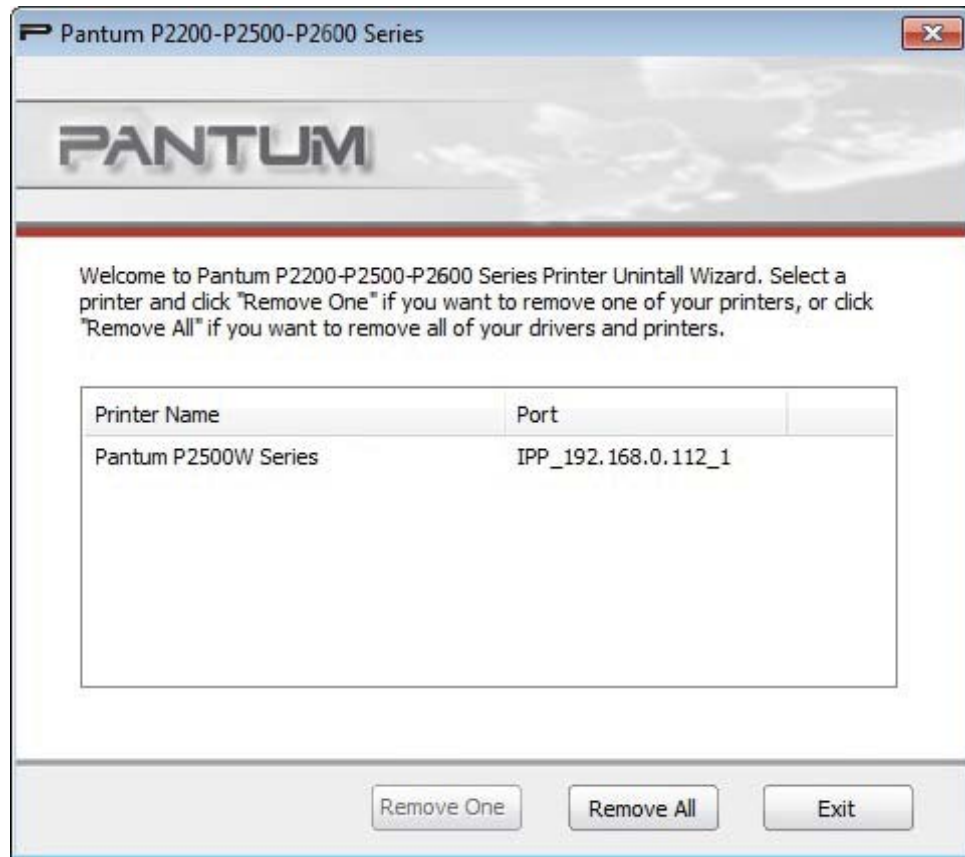 Pantum P2200-P2500-P2600 Series
PANTUM
Welcome to Pantum P2200-P2500-P2600 Series Printer Unintall Wizard. Select a
printer and click "Remove One" if you want to remove one of your printers, or click
"Remove All" if you want to remove all of your drivers and printers.
Printer Name Port
Pantum P2500W Series IPP_192.168.0.112_1
Remove One Remove All Exit